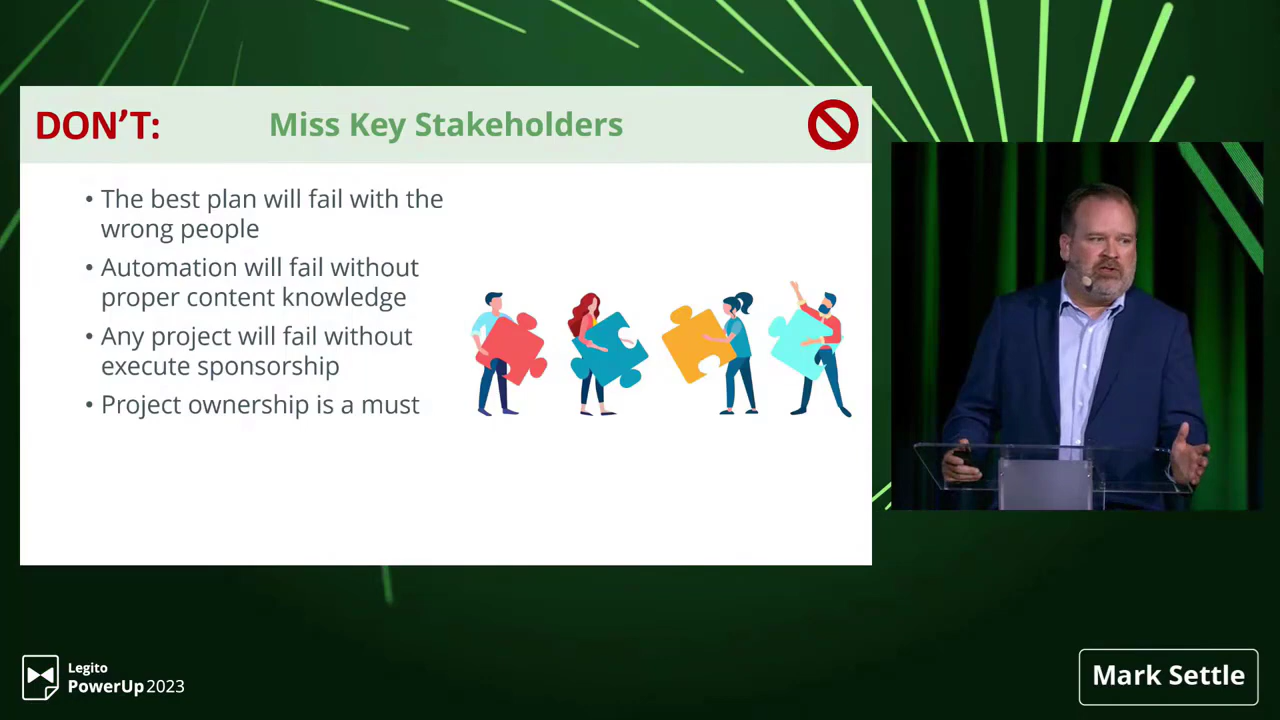 DON'T: Miss Key Stakeholders
• The best plan will fail with the
wrong people
• Automation will fail without
proper content knowledge
• Any project will fail without
execute sponsorship
• Project ownership is a must
Legito
PowerUp 2023
Mark Settle